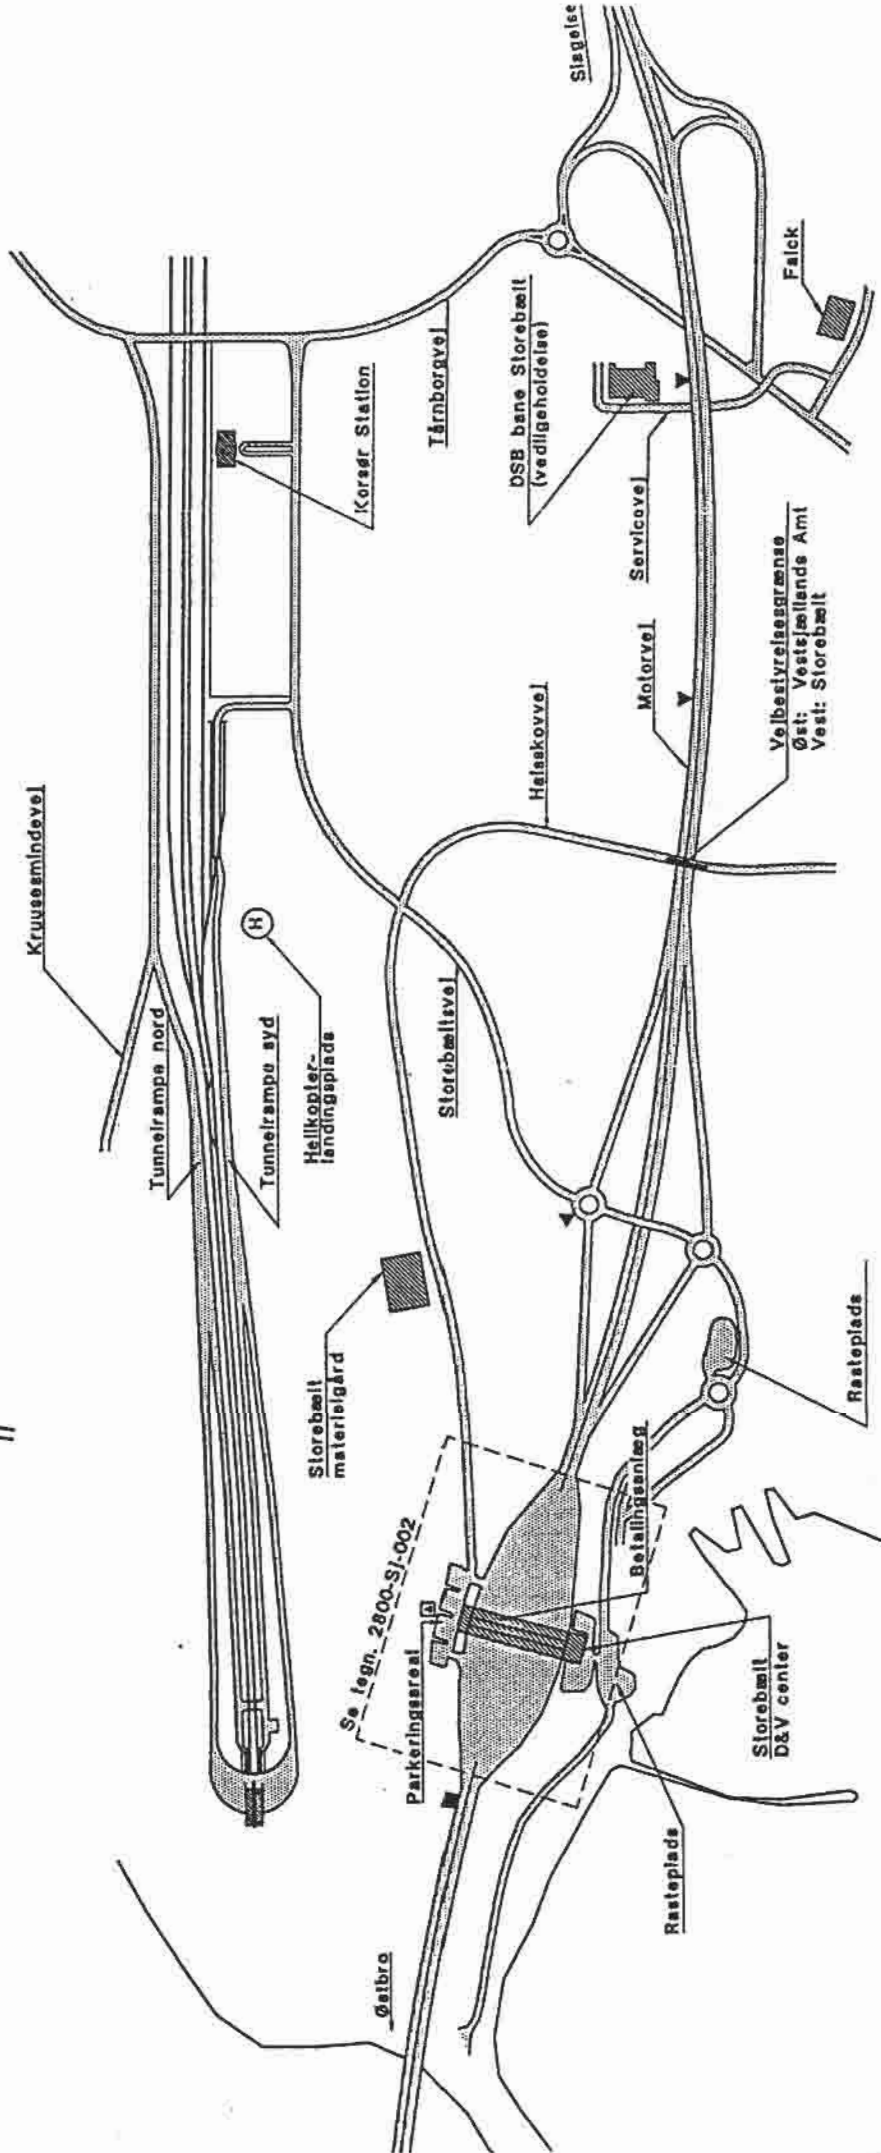 Kruusesmindevej
Tunnelrampe nord
Tunnelrampe syd
Helikopter-
landingsplads
H
Korsør Station
Tårnborgvej
Slagelse
DSB bane Storebælt
(vedligeholdelse)
Servicevej
Falck
Halsskovvej
Motorvej
Vejbestyrelsesgrænse
Øst: Vestsjællands Amt
Vest: Storebælt
Storebæltsvej
Storebælt
materielgård
Se tegn. 2800-SJ-002
Parkeringsareal
Betalingsanlæg
Rasteplads
Storebælt
D&V center
Rasteplads
Østbro